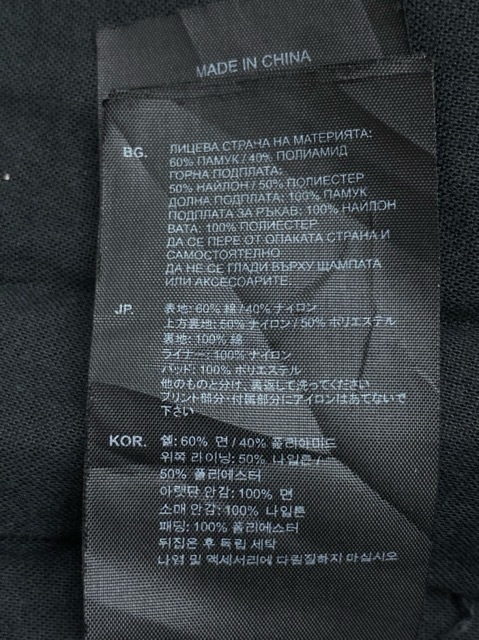 MADE IN CHINA
BG. ЛИЦЕВА СТРАЧА НА МАТЕРИЯТА:
60% ПАМУК / 40% ПОЛИАМИД
ГОРНА ПОДПЛАТА:
50% НАЙЛОН / 50% ПОЛИЕСТЕР
ДОЛНА ПОДПЛАТА: 100% ПАМУК
ПОДПЛАТА ЗА РЪКАВ: 100% НАЙЛОН
ВАТА: 100% ПОЛИЕСТЕР
ДА СЕ ПЕРЕ ОТ ОПАКАТА СТРАНА И
САМОСТОЯТЕЛНО
ДА НЕ СЕ ГЛАДИ ВЪРХУ ЩАМПАТА
ИЛИ АКСЕСОАРИТЕ.
JP. 表地: 60% 綿 / 40% ナイロン
上方裏地: 50% ナイロン / 50% ポリエステル
裏地: 100% 綿
ライナー: 100% ナイロン
パッド: 100% ポリエステル
他のものと分け、裏返して洗ってください
プリント部分・付属部分にアイロンはあてないで
下さい
KOR. 쉘: 60% 면 / 40% 폴리아미드
위쪽 라이닝: 50% 나일론 /
50% 폴리에스터
아랫단 안감: 100% 면
소매 안감: 100% 나일론
패딩: 100% 폴리에스터
뒤집은 후 독립 세탁
나염 및 액세서리에 다림질하지 마십시오